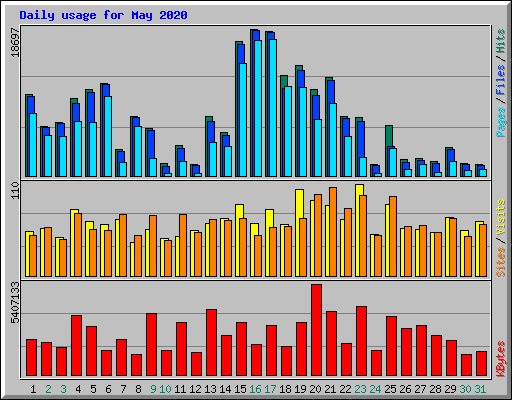 Daily usage for May 2020
18697
Pages / Files / Hits
110
Sites / Visits
5407133
KBytes
1 2 3 4 5 6 7 8 9 10 11 12 13 14 15 16 17 18 19 20 21 22 23 24 25 26 27 28 29 30 31